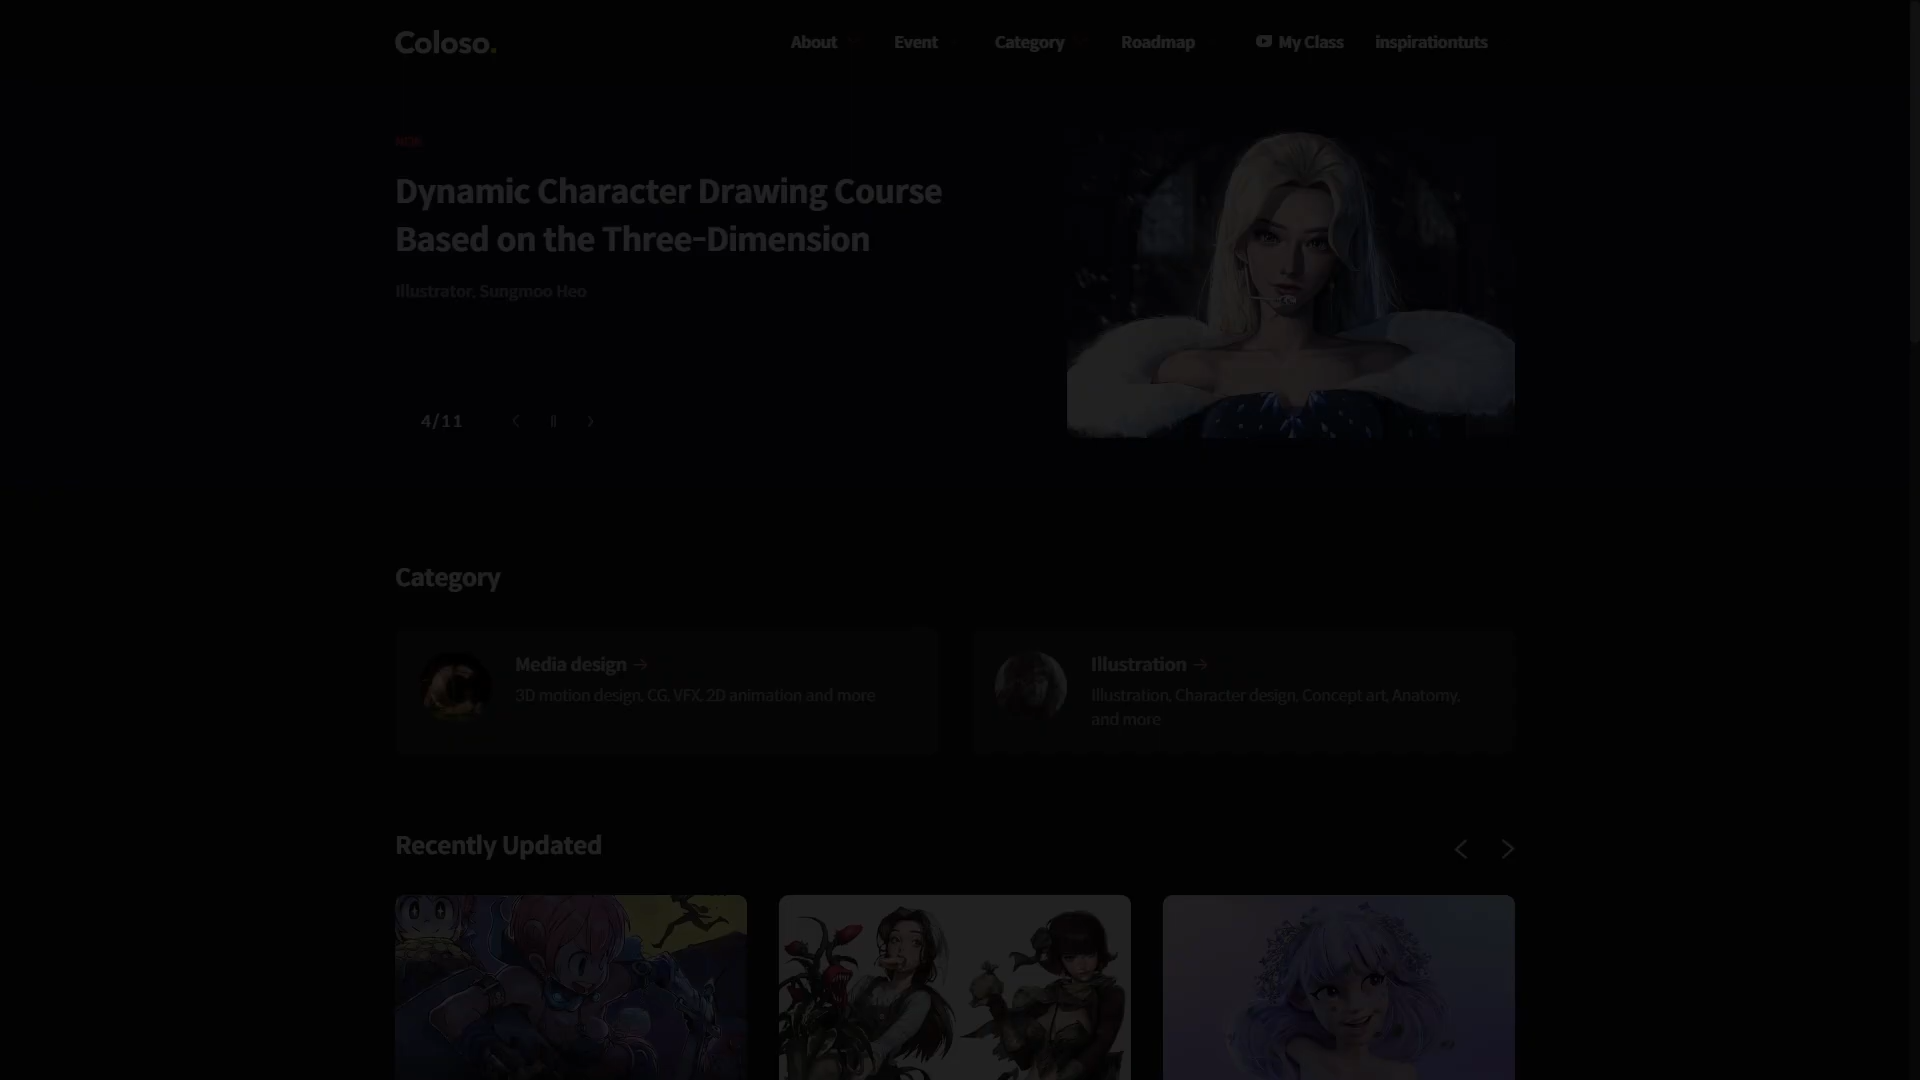 Coloso.
About
Event
Category
Roadmap
My Class
inspirationtuts
NEW
Dynamic Character Drawing Course
Based on the Three-Dimension
Illustrator, Sungmoo Heo
4/11
Category
Media design →
3D motion design, CG, VFX, 2D animation and more
Illustration →
Illustration, Character design, Concept art, Anatomy,
and more
Recently Updated